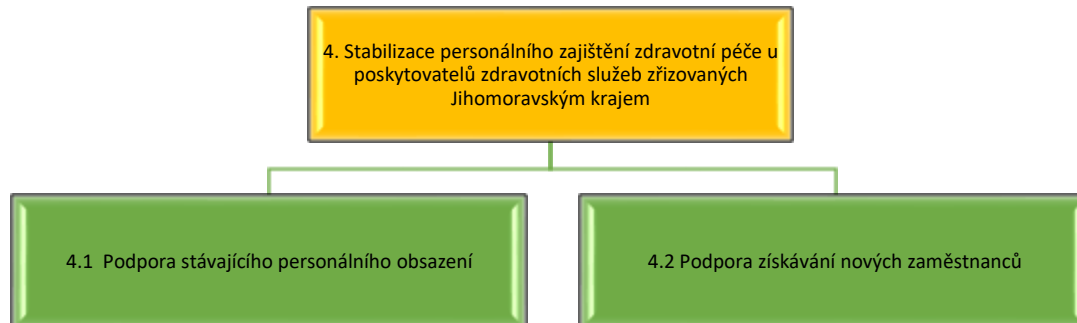 4. Stabilizace personálního zajištění zdravotní péče u
poskytovatelů zdravotních služeb zřizovaných
Jihomoravským krajem
4.1 Podpora stávajícího personálního obsazení
4.2 Podpora získávání nových zaměstnanců